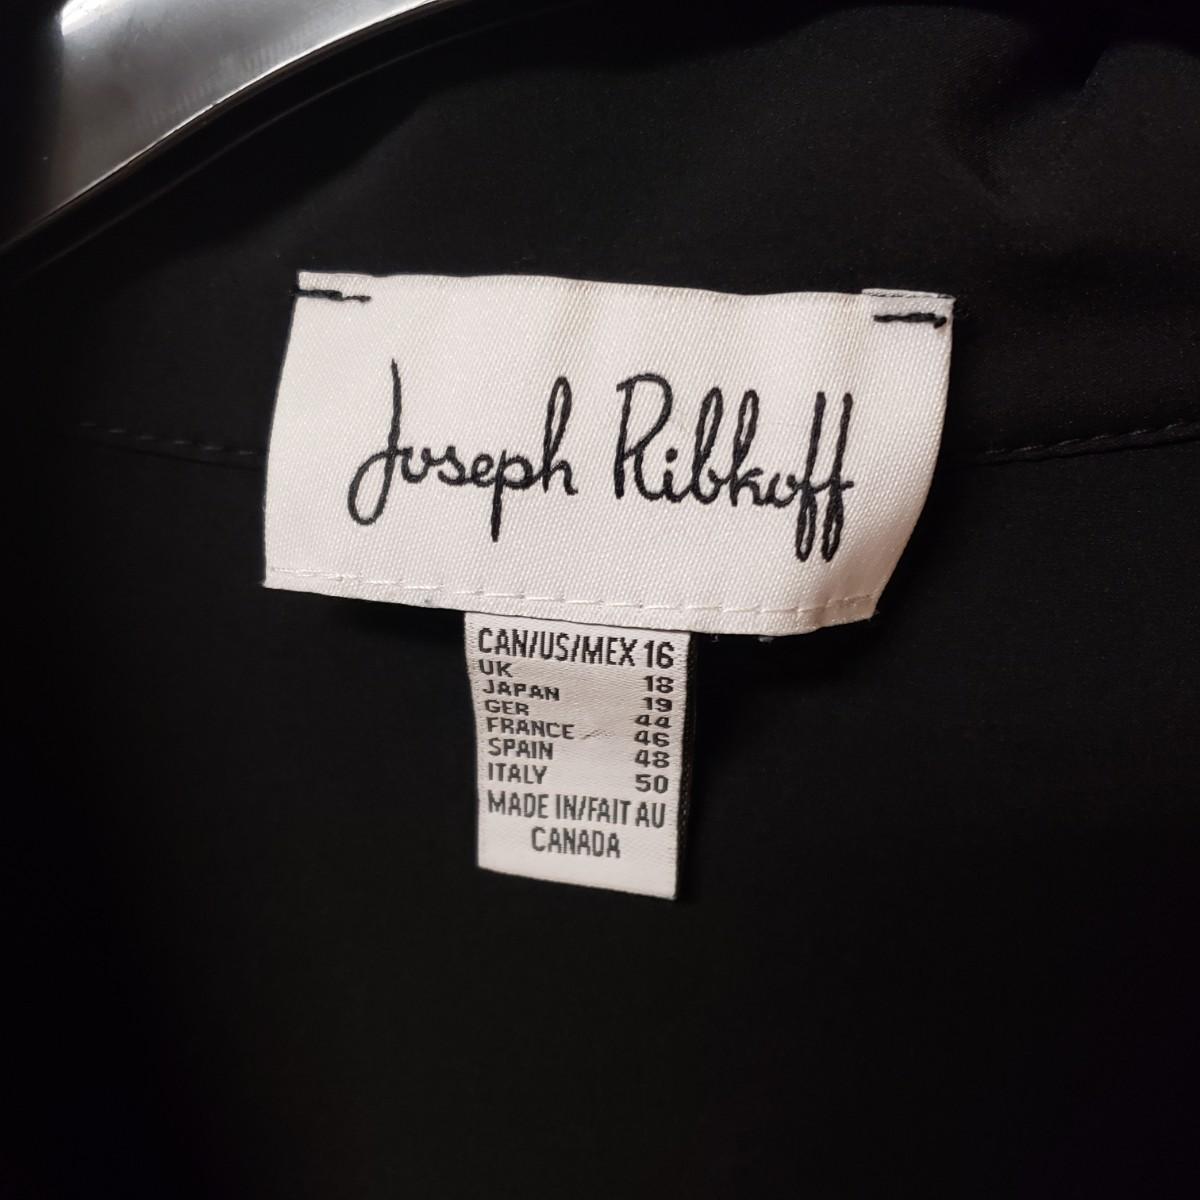 Joseph Ribkoff
CAN/US/MEX 16
UK 18
JAPAN 19
GER 44
FRANCE 46
SPAIN 48
ITALY 50
MADE IN/FAIT AU
CANADA